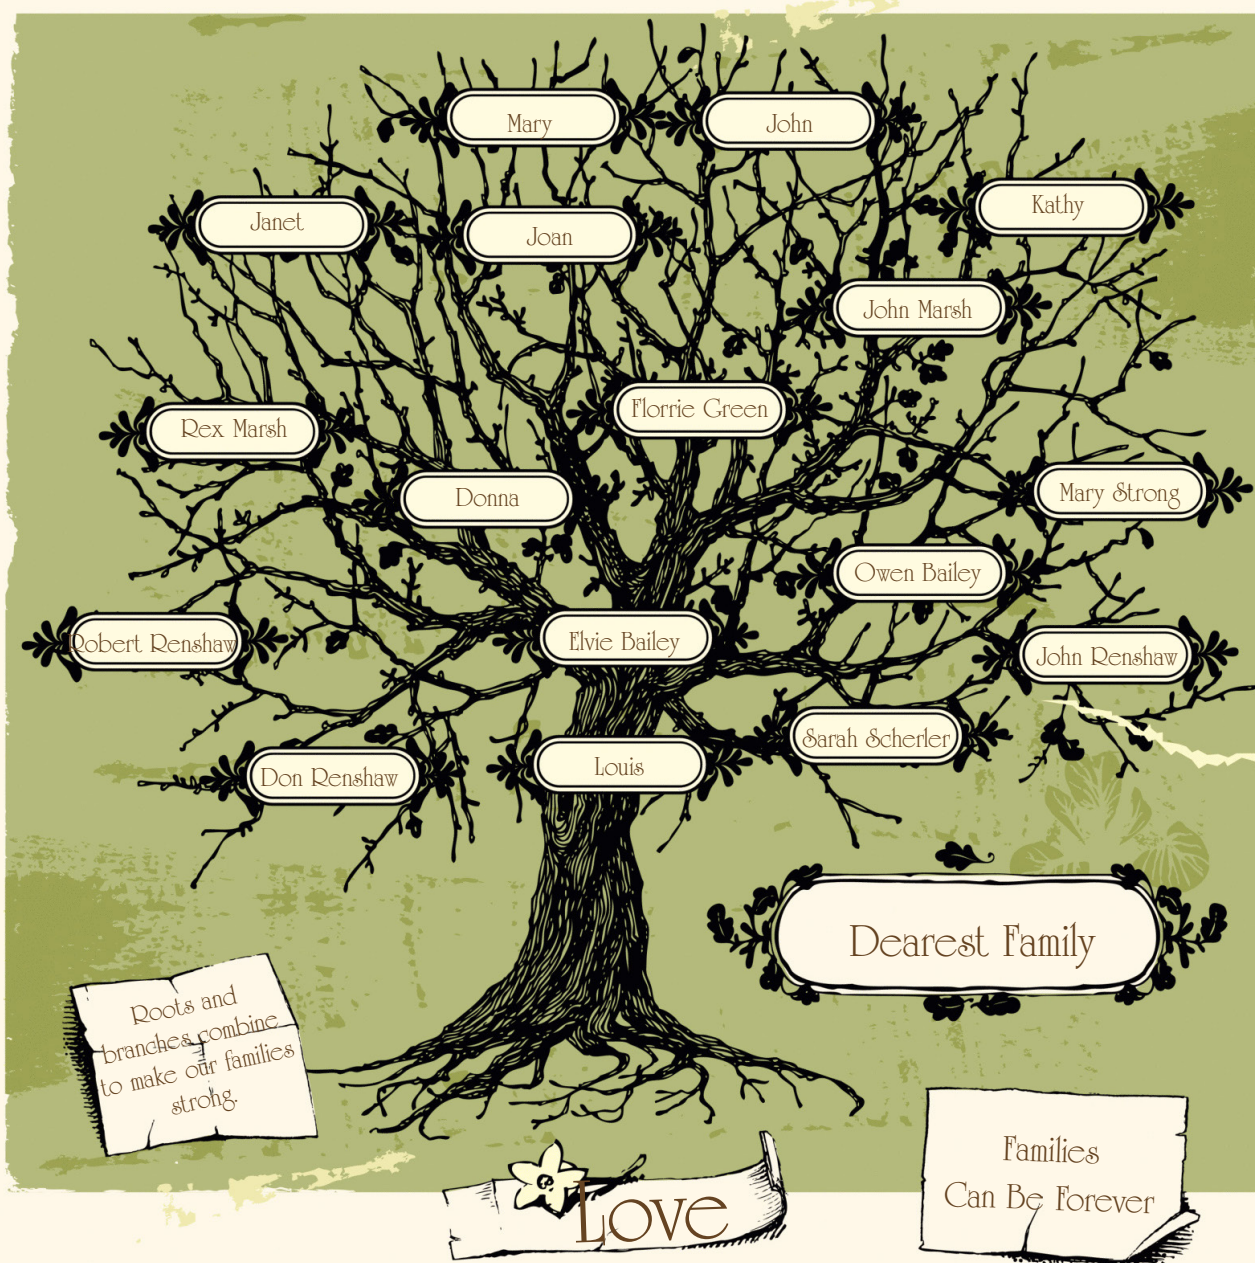 Mary
John
Janet
Joan
Kathy
John Marsh
Florrie Green
Rex Marsh
Donna
Mary Strong
Owen Bailey
Robert Renshaw
Elvie Bailey
John Renshaw
Sarah Scherler
Don Renshaw
Louis
Dearest Family
Roots and
branches combine
to make our families
strong.
Families
Can Be Forever
Love